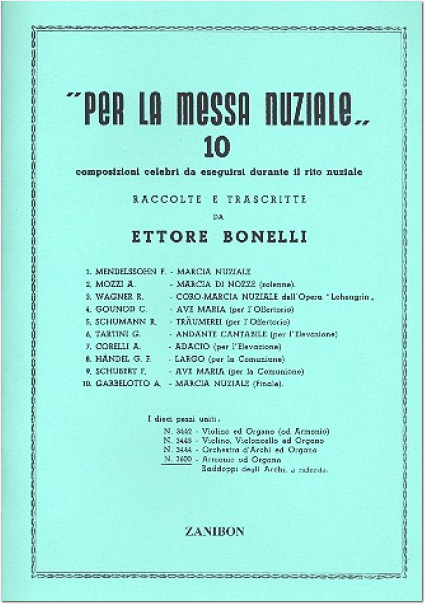 "PER LA MESSA NUZIALE„
10
composizioni celebri da eseguirsi durante il rito nuziale
RACCOLTE E TRASCRITTE
DA
ETTORE BONELLI
1. MENDELSSOHN F. - MARCIA NUZIALE
2. MOZZI A. - MARCIA DI NOZZE (solenne).
3. WAGNER R. - CORO-MARCIA NUZIALE dell'Opera "Lohengrin„
4. GOUNOD C. - AVE MARIA (per l'Offertorio)
5. SCHUMANN R. - TRÄUMEREI (per l'Offertorio)
6. TARTINI G. - ANDANTE CANTABILE (per l'Elevazione)
7. CORELLI A. - ADAGIO (per l'Elevazione)
8. HÄNDEL G. F. - LARGO (per la Comunione)
9. SCHUBERT F. - AVE MARIA (per la Comunione)
10. GARBELOTTO A. - MARCIA NUZIALE (Finale).
I dieci pezzi uniti:
N. 3442 - Violino ed Organo (od Armonio)
N. 3443 - Violino, Violoncello ed Organo
N. 3444 - Orchestra d'Archi ed Organo
N. 3600 - Armonio od Organo
Raddoppi degli Archi, a richiesta.
ZANIBON